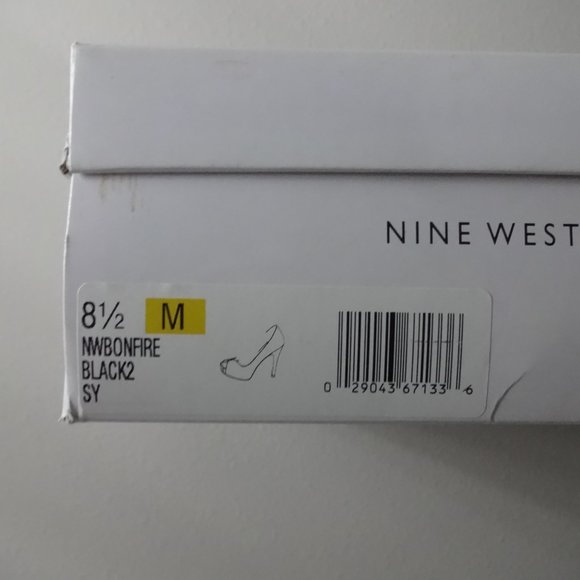 NINE WEST
8½ M
NWBONFIRE
BLACK2
SY
0 29043 67133 6